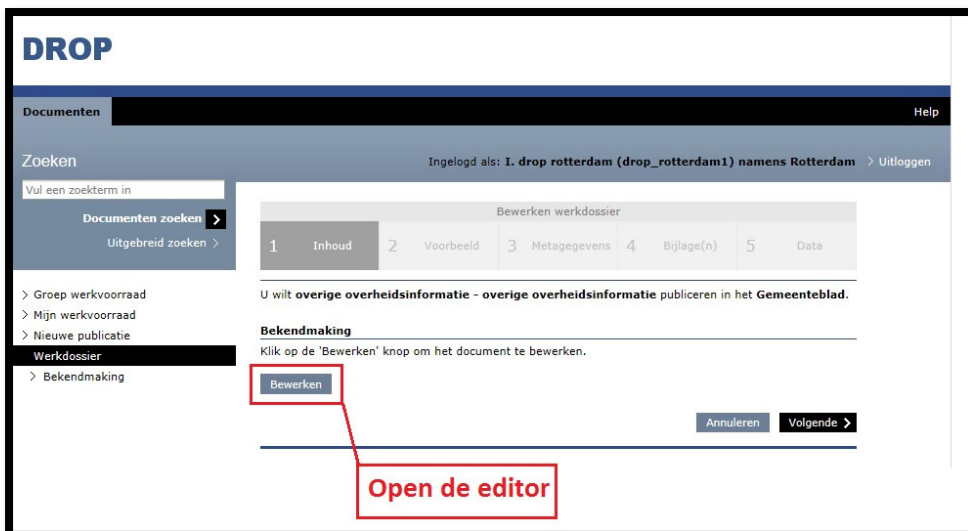 DROP
Documenten
Help
Zoeken
Ingelogd als: I. drop rotterdam (drop_rotterdam1) namens Rotterdam > Uitloggen
Vul een zoekterm in
Documenten zoeken >
Uitgebreid zoeken >
Bewerken werkdossier
1 Inhoud 2 Voorbeeld 3 Metagegevens 4 Bijlage(n) 5 Data
> Groep werkvoorraad
> Mijn werkvoorraad
> Nieuwe publicatie
Werkdossier
> Bekendmaking
U wilt overige overheidsinformatie - overige overheidsinformatie publiceren in het Gemeenteblad.
Bekendmaking
Klik op de 'Bewerken' knop om het document te bewerken.
Bewerken
Annuleren Volgende >
Open de editor